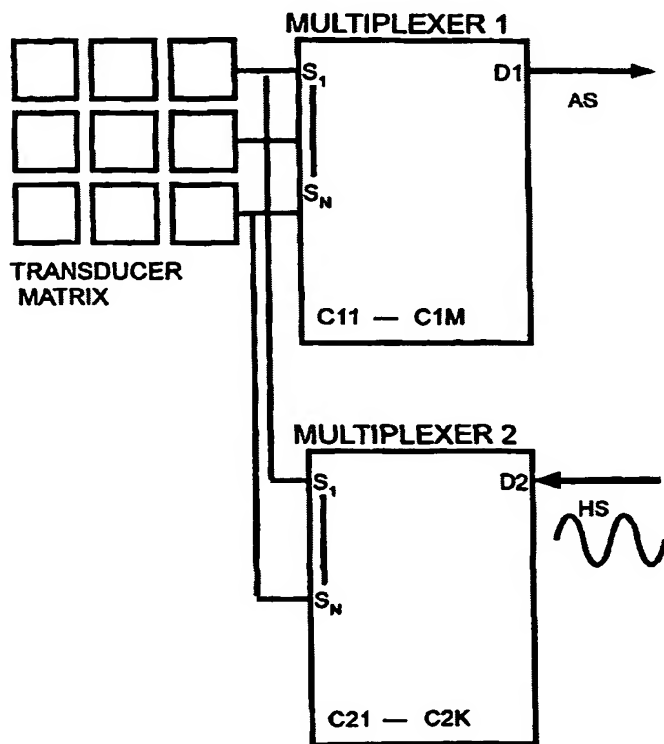 MULTIPLEXER 1
S1
D1
AS
SN
TRANSDUCER
MATRIX
C11 — C1M
MULTIPLEXER 2
S1
D2
HS
SN
C21 — C2K